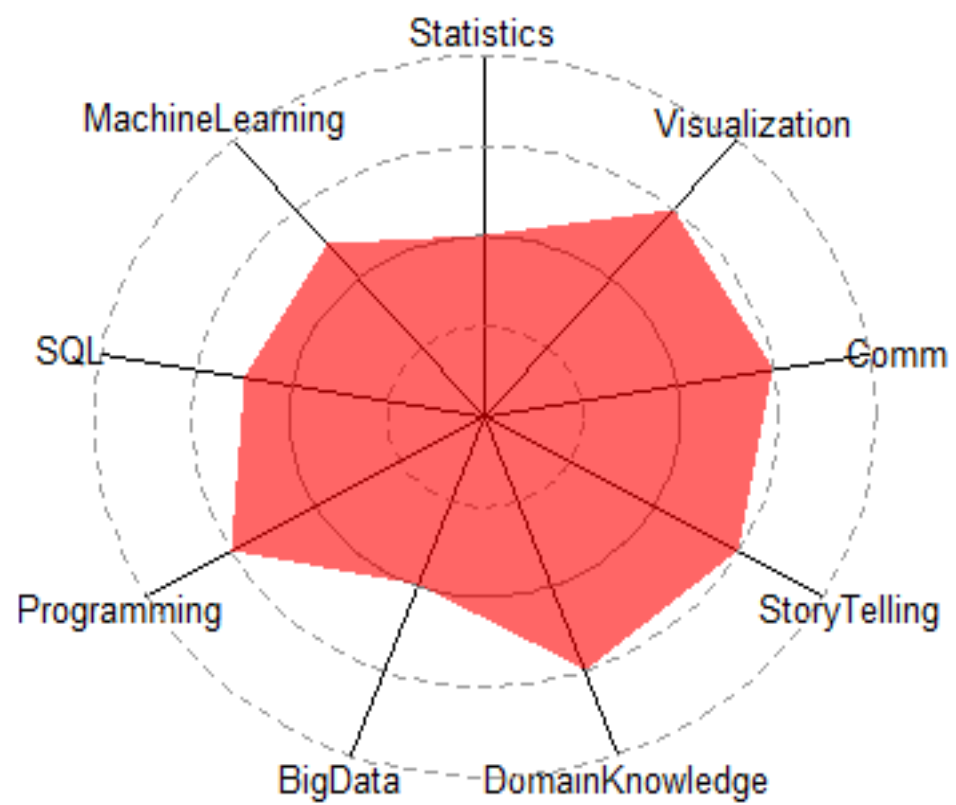 Statistics
MachineLearning
Visualization
SQL
Comm
Programming
StoryTelling
BigData
DomainKnowledge